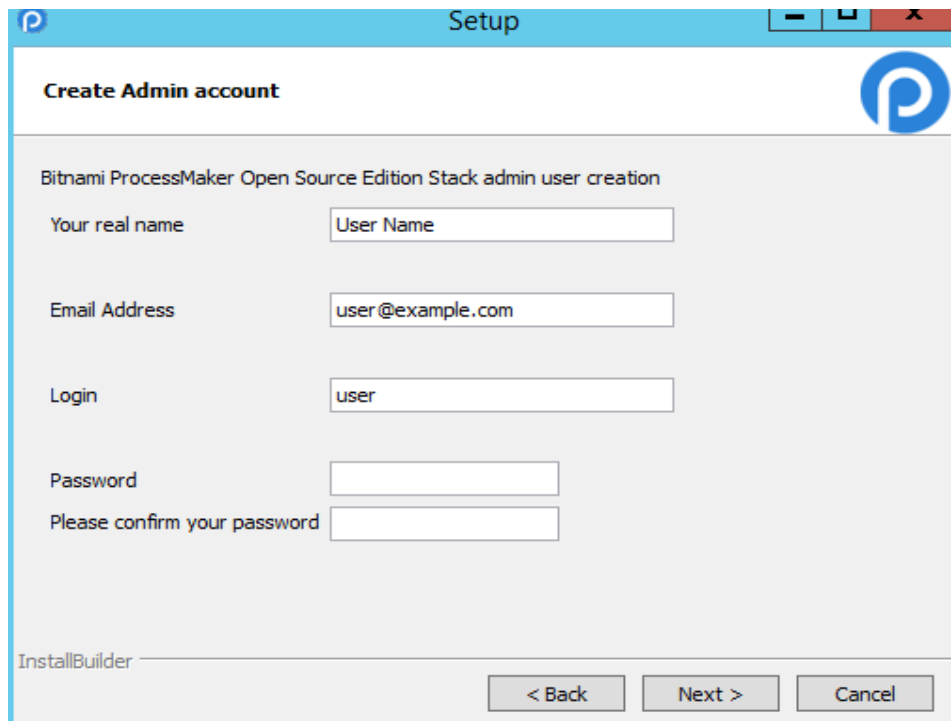 Setup
Create Admin account
Bitnami ProcessMaker Open Source Edition Stack admin user creation
Your real name User Name
Email Address user@example.com
Login user
Password
Please confirm your password
InstallBuilder
< Back Next > Cancel